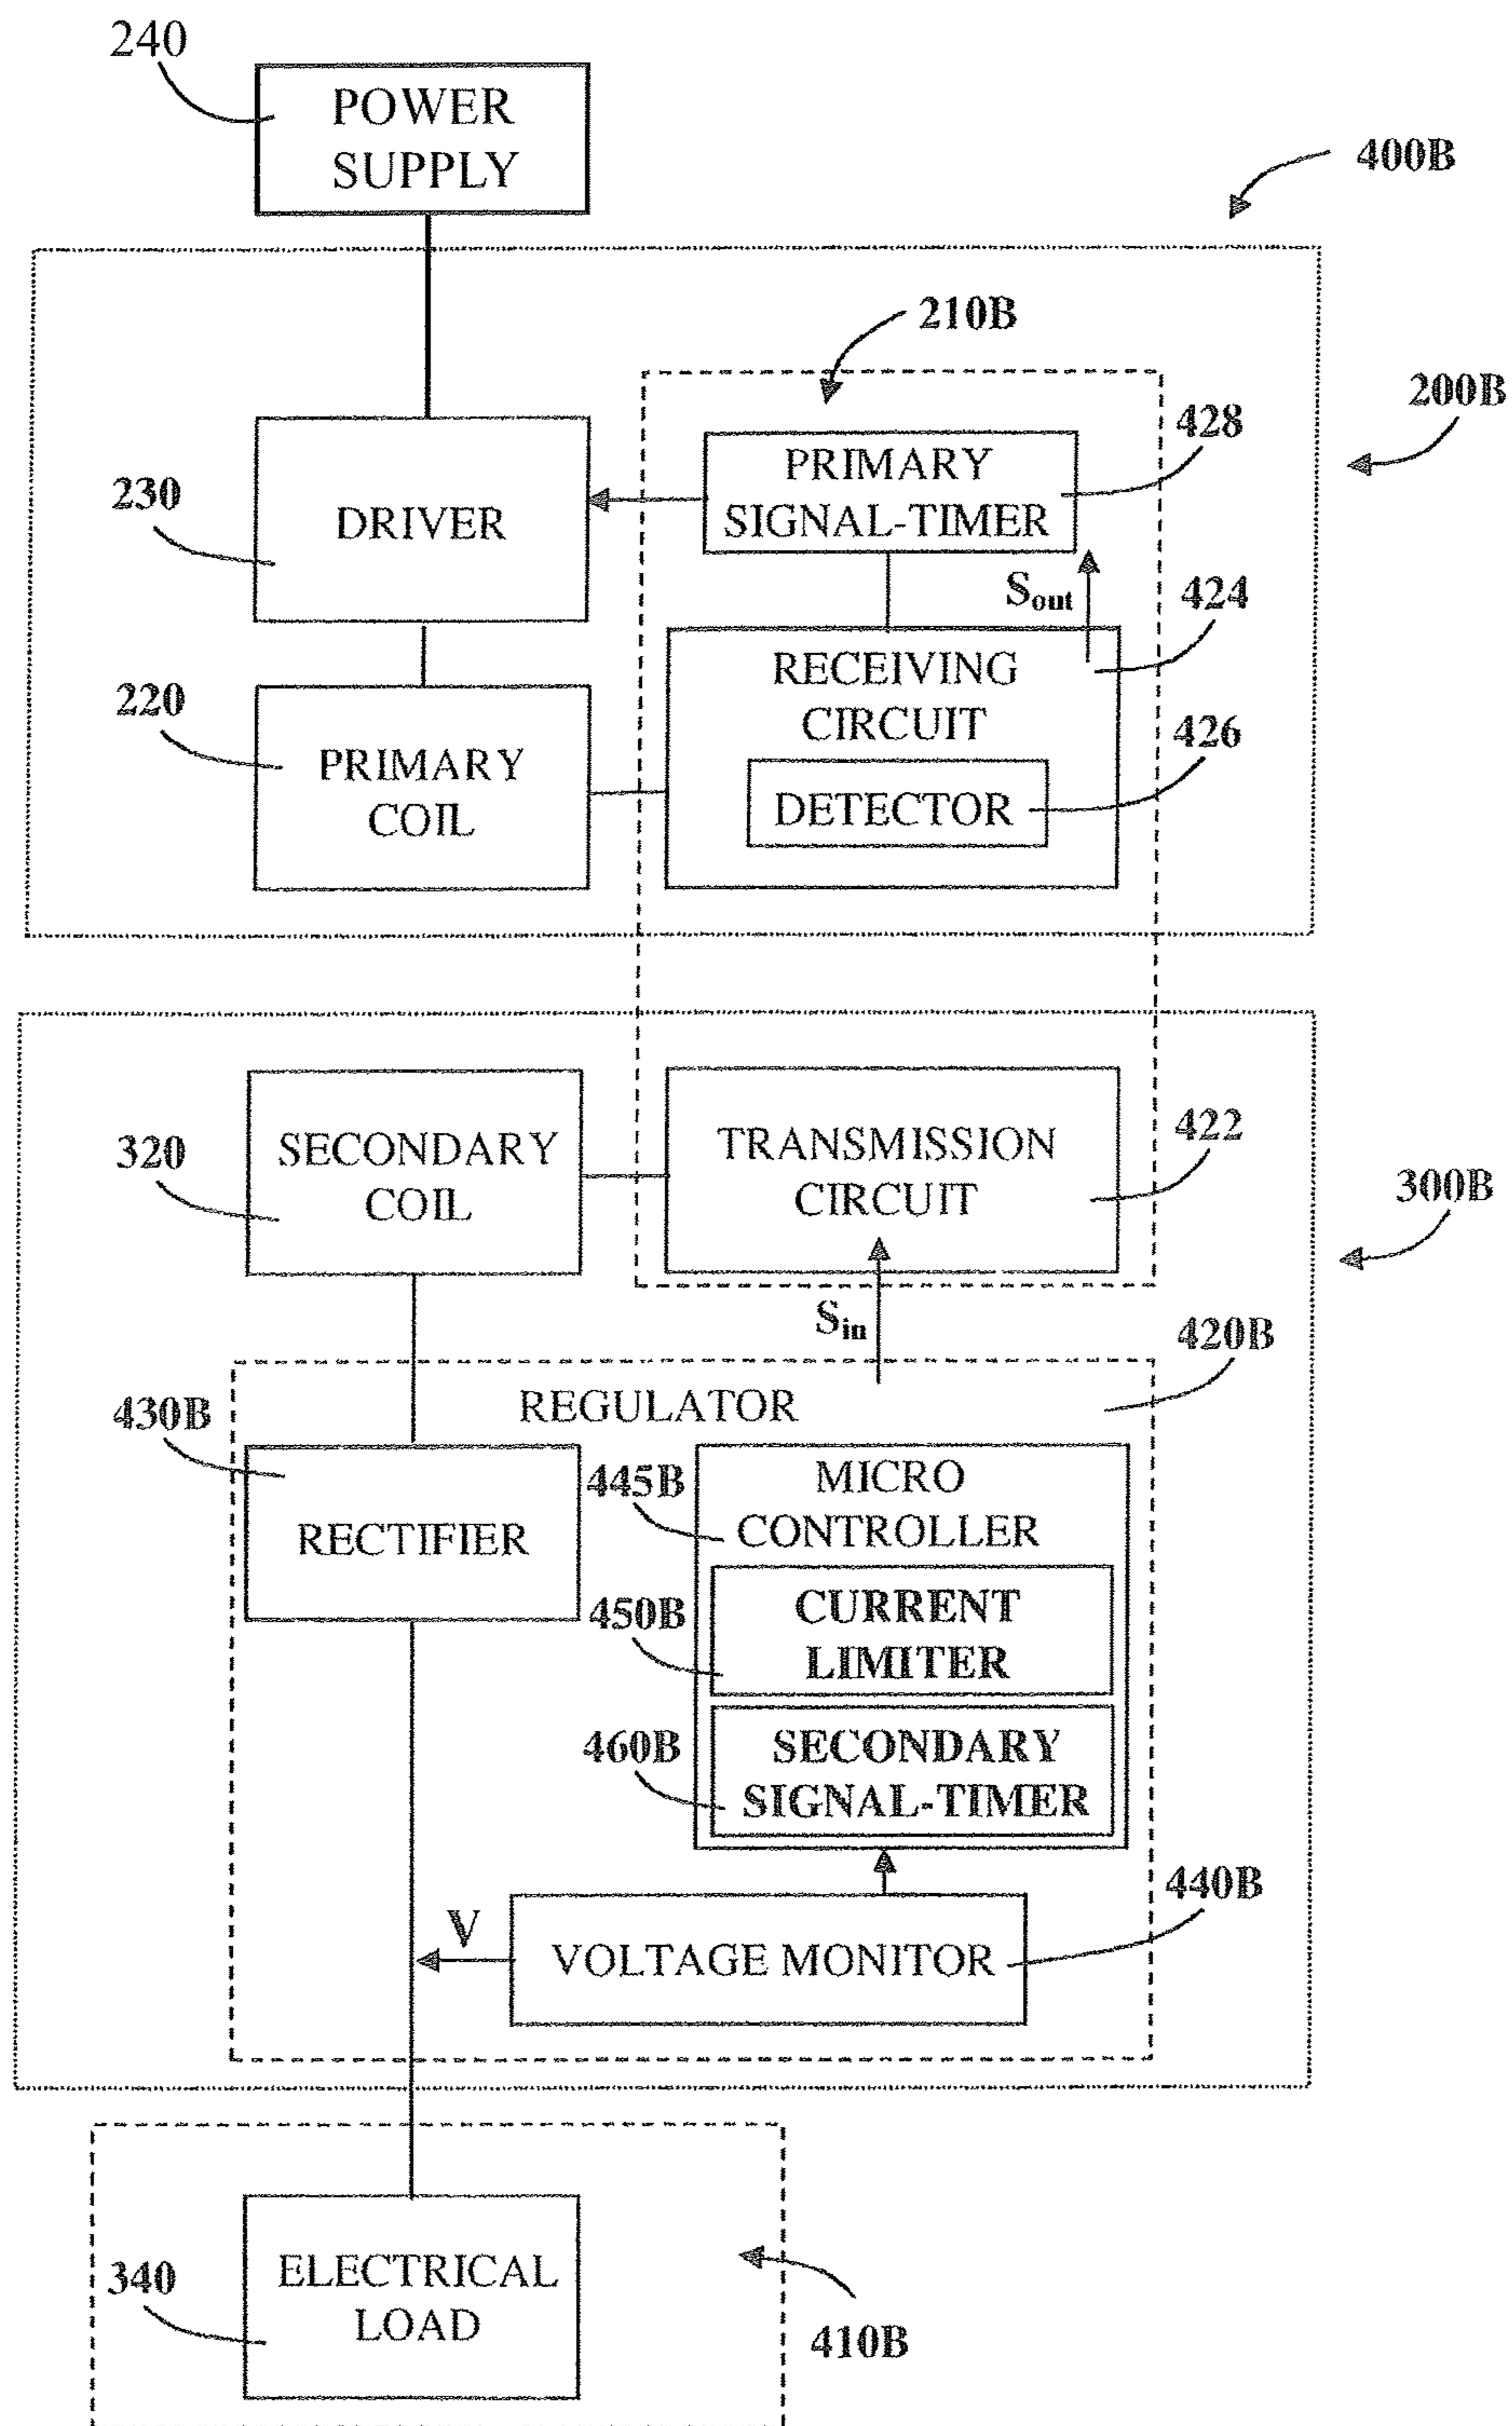 240
POWER
SUPPLY
400B
210B
200B
428
PRIMARY
SIGNAL-TIMER
230
DRIVER
Sout
424
RECEIVING
CIRCUIT
220
PRIMARY
COIL
426
DETECTOR
320
SECONDARY
COIL
TRANSMISSION
CIRCUIT
422
300B
Sin
420B
REGULATOR
430B
RECTIFIER
445B
MICRO
CONTROLLER
450B
CURRENT
LIMITER
460B
SECONDARY
SIGNAL-TIMER
440B
V
VOLTAGE MONITOR
340
ELECTRICAL
LOAD
410B